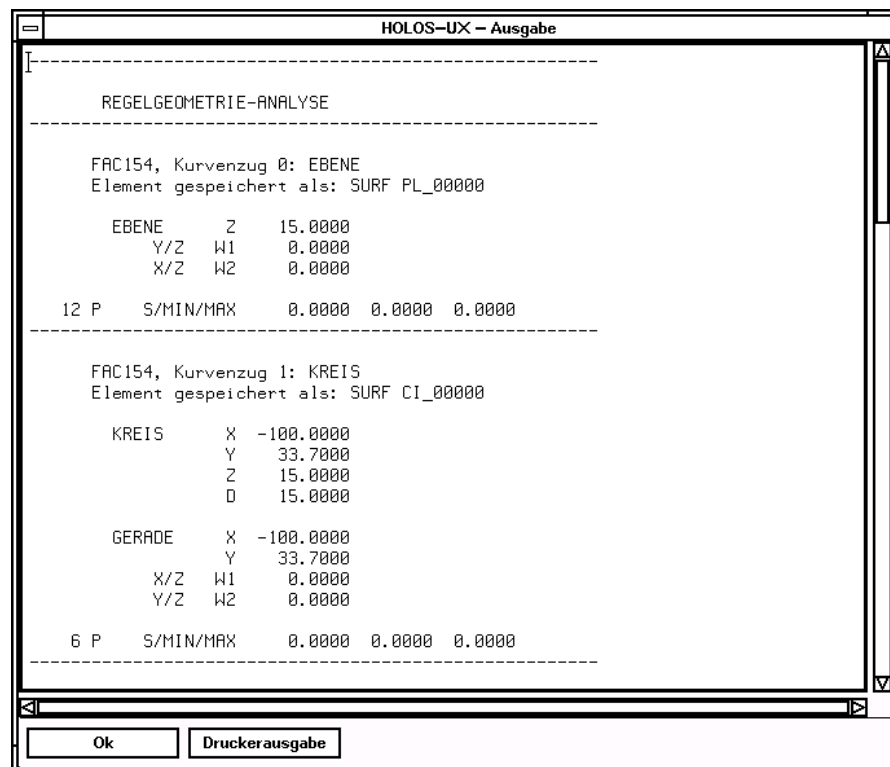 HOLOS-UX – Ausgabe
-------------------------------------------------------
REGELGEOMETRIE-ANALYSE
-------------------------------------------------------
FAC154, Kurvenzug 0: EBENE
Element gespeichert als: SURF PL_00000
EBENE Z 15.0000
Y/Z W1 0.0000
X/Z W2 0.0000
12 P S/MIN/MAX 0.0000 0.0000 0.0000
-------------------------------------------------------
FAC154, Kurvenzug 1: KREIS
Element gespeichert als: SURF CI_00000
KREIS X -100.0000
Y 33.7000
Z 15.0000
D 15.0000
GERADE X -100.0000
Y 33.7000
X/Z W1 0.0000
Y/Z W2 0.0000
6 P S/MIN/MAX 0.0000 0.0000 0.0000
-------------------------------------------------------
Ok Druckerausgabe